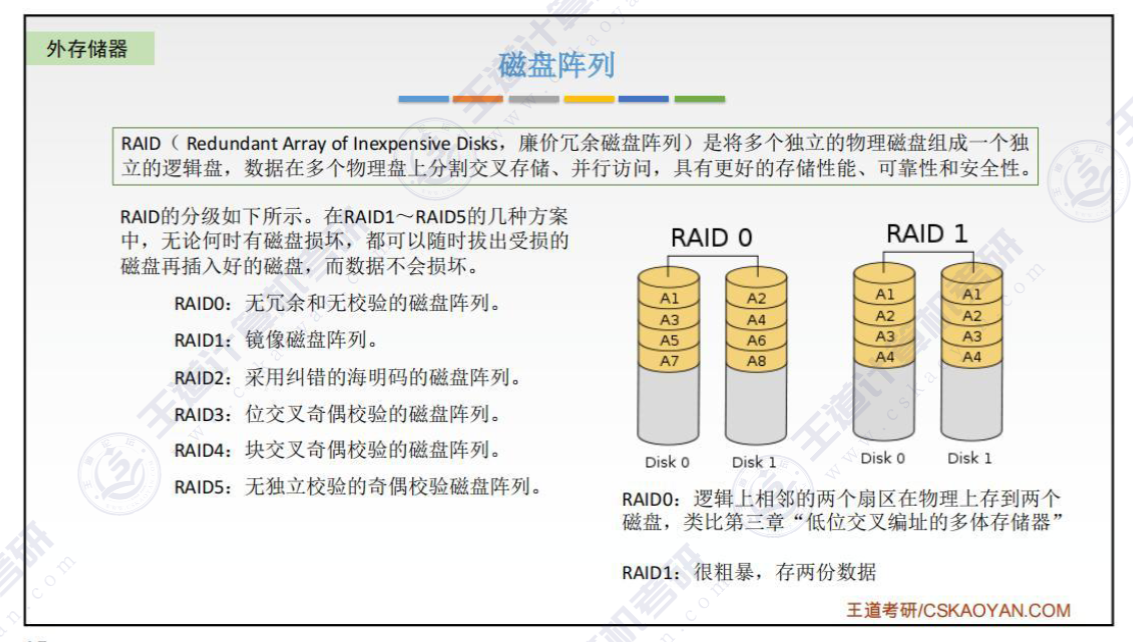 外存储器
磁盘阵列
RAID（ Redundant Array of Inexpensive Disks，廉价冗余磁盘阵列）是将多个独立的物理磁盘组成一个独
立的逻辑盘，数据在多个物理盘上分割交叉存储、并行访问，具有更好的存储性能、可靠性和安全性。
RAID的分级如下所示。在RAID1～RAID5的几种方案
中，无论何时有磁盘损坏，都可以随时拔出受损的
磁盘再插入好的磁盘，而数据不会损坏。
RAID0：无冗余和无校验的磁盘阵列。
RAID1：镜像磁盘阵列。
RAID2：采用纠错的海明码的磁盘阵列。
RAID3：位交叉奇偶校验的磁盘阵列。
RAID4：块交叉奇偶校验的磁盘阵列。
RAID5：无独立校验的奇偶校验磁盘阵列。
RAID 0
A1 A2
A3 A4
A5 A6
A7 A8
Disk 0 Disk 1
RAID 1
A1 A1
A2 A2
A3 A3
A4 A4
Disk 0 Disk 1
RAID0：逻辑上相邻的两个扇区在物理上存到两个
磁盘，类比第三章“低位交叉编址的多体存储器”
RAID1：很粗暴，存两份数据
王道考研/CSKAOYAN.COM